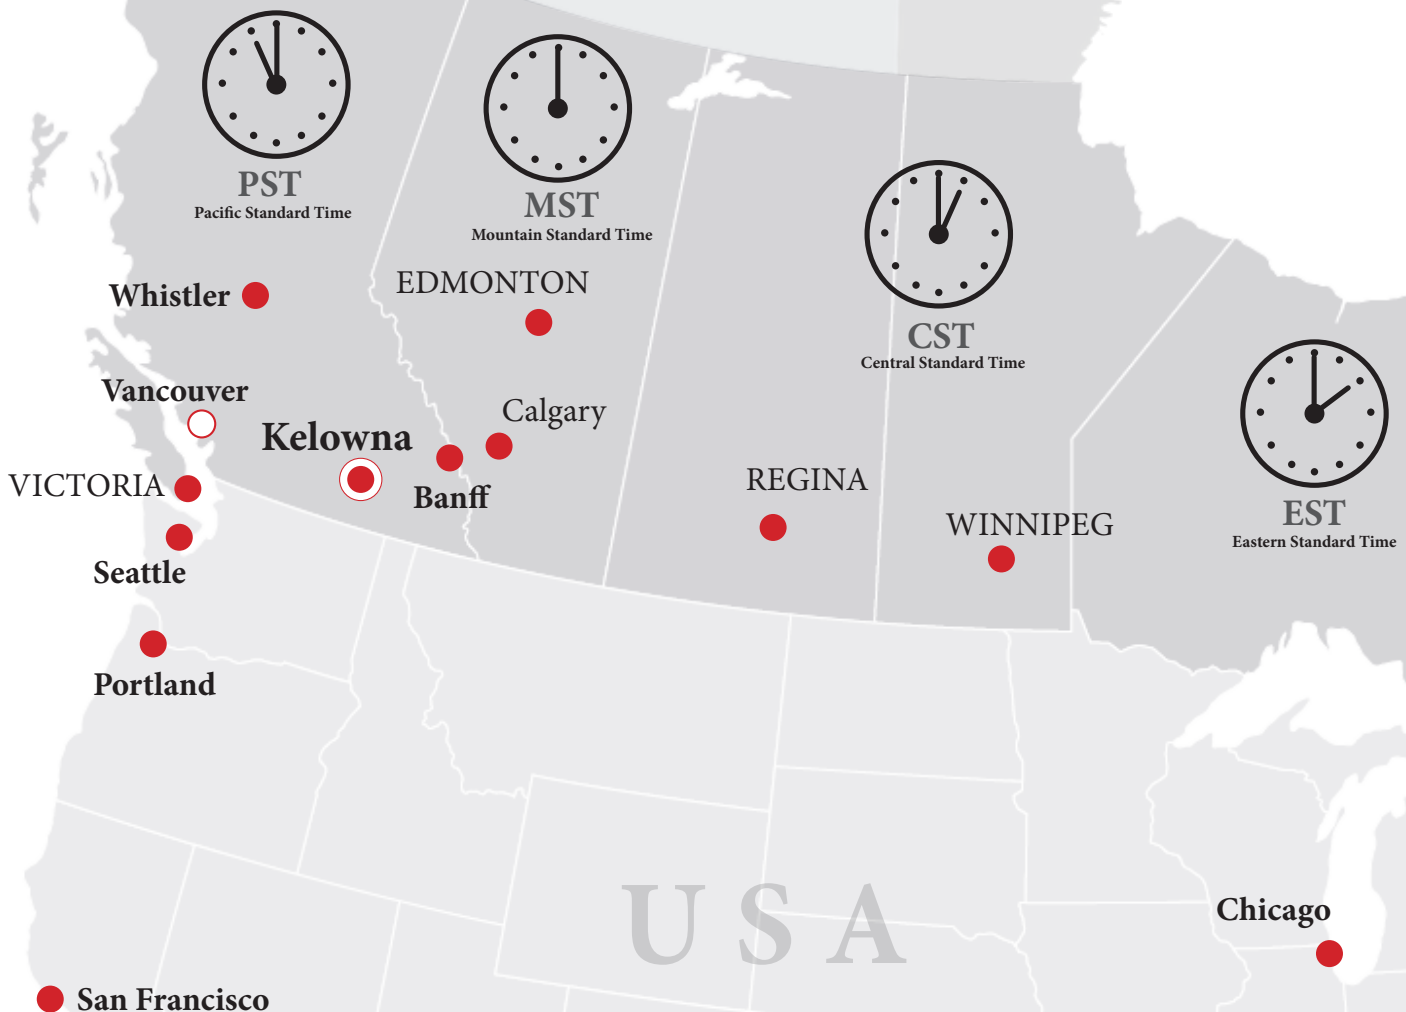 PST
Pacific Standard Time
MST
Mountain Standard Time
CST
Central Standard Time
EST
Eastern Standard Time
Whistler
EDMONTON
Vancouver
Calgary
Kelowna
Banff
VICTORIA
REGINA
WINNIPEG
Seattle
Portland
USA
Chicago
San Francisco